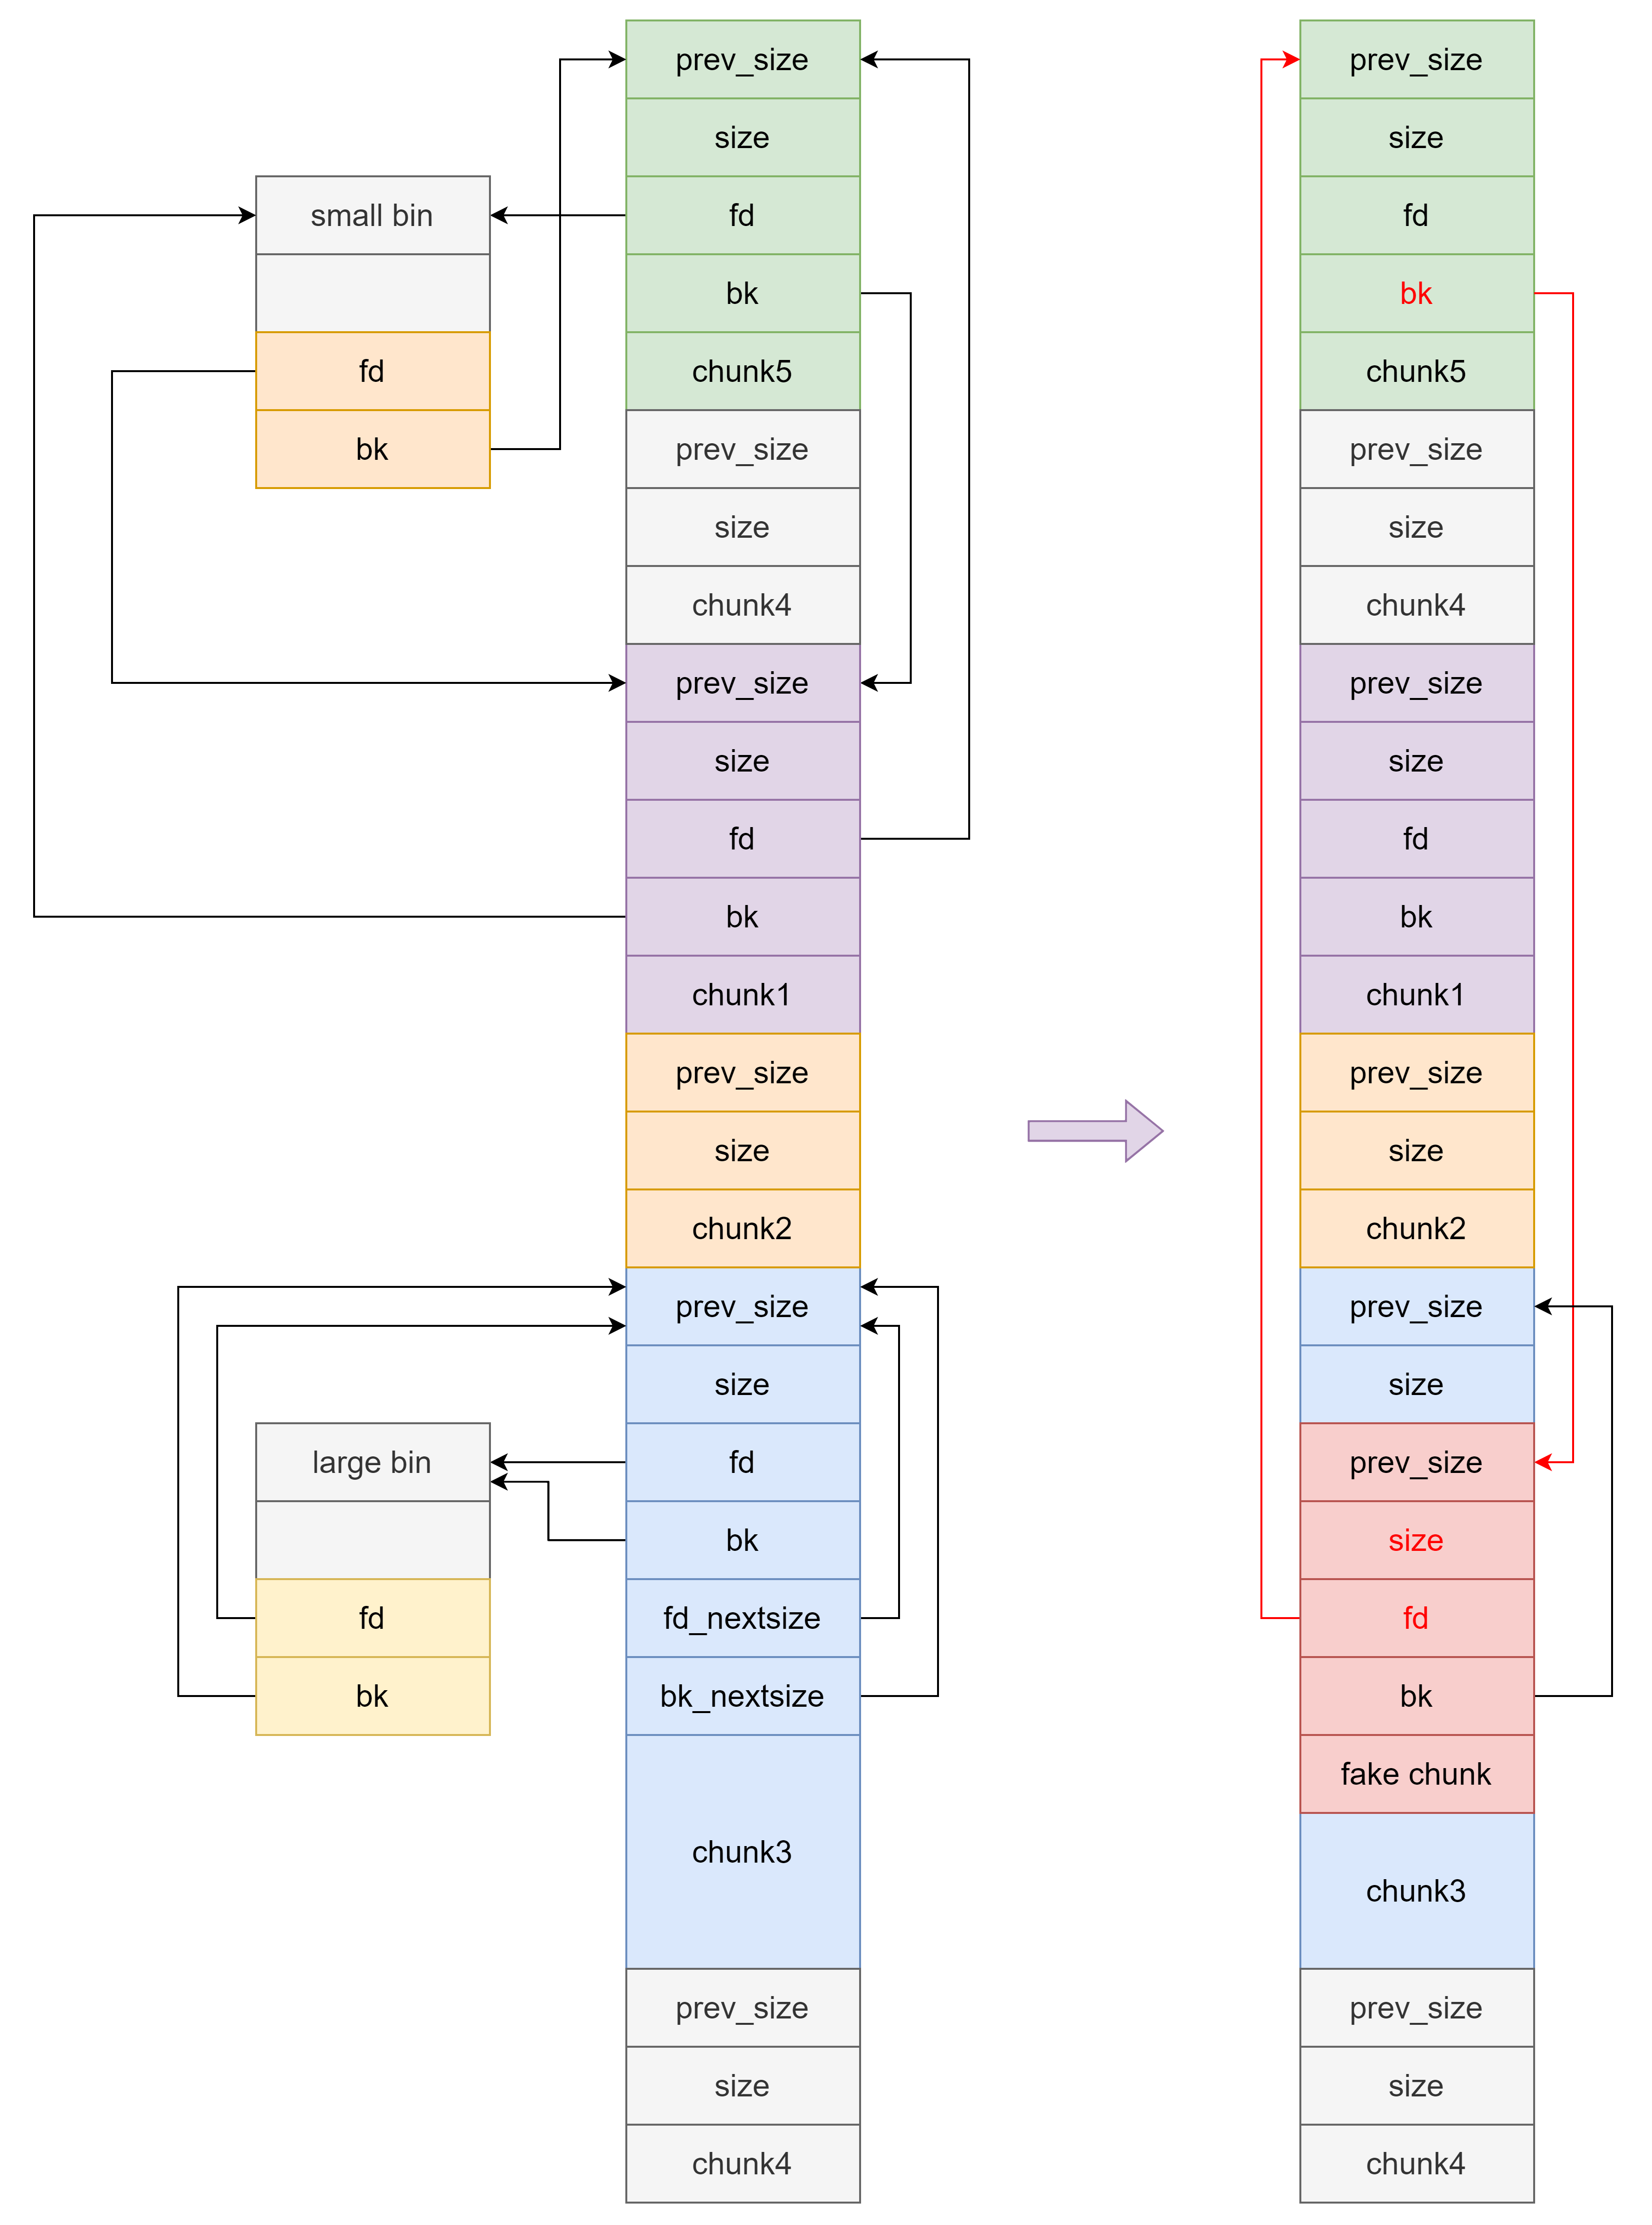 small bin
fd
bk
large bin
fd
bk
prev_size
size
fd
bk
chunk5
prev_size
size
chunk4
prev_size
size
fd
bk
chunk1
prev_size
size
chunk2
prev_size
size
fd
bk
fd_nextsize
bk_nextsize
chunk3
prev_size
size
chunk4
prev_size
size
fd
bk
chunk5
prev_size
size
chunk4
prev_size
size
fd
bk
chunk1
prev_size
size
chunk2
prev_size
size
prev_size
size
fd
bk
fake chunk
chunk3
prev_size
size
chunk4